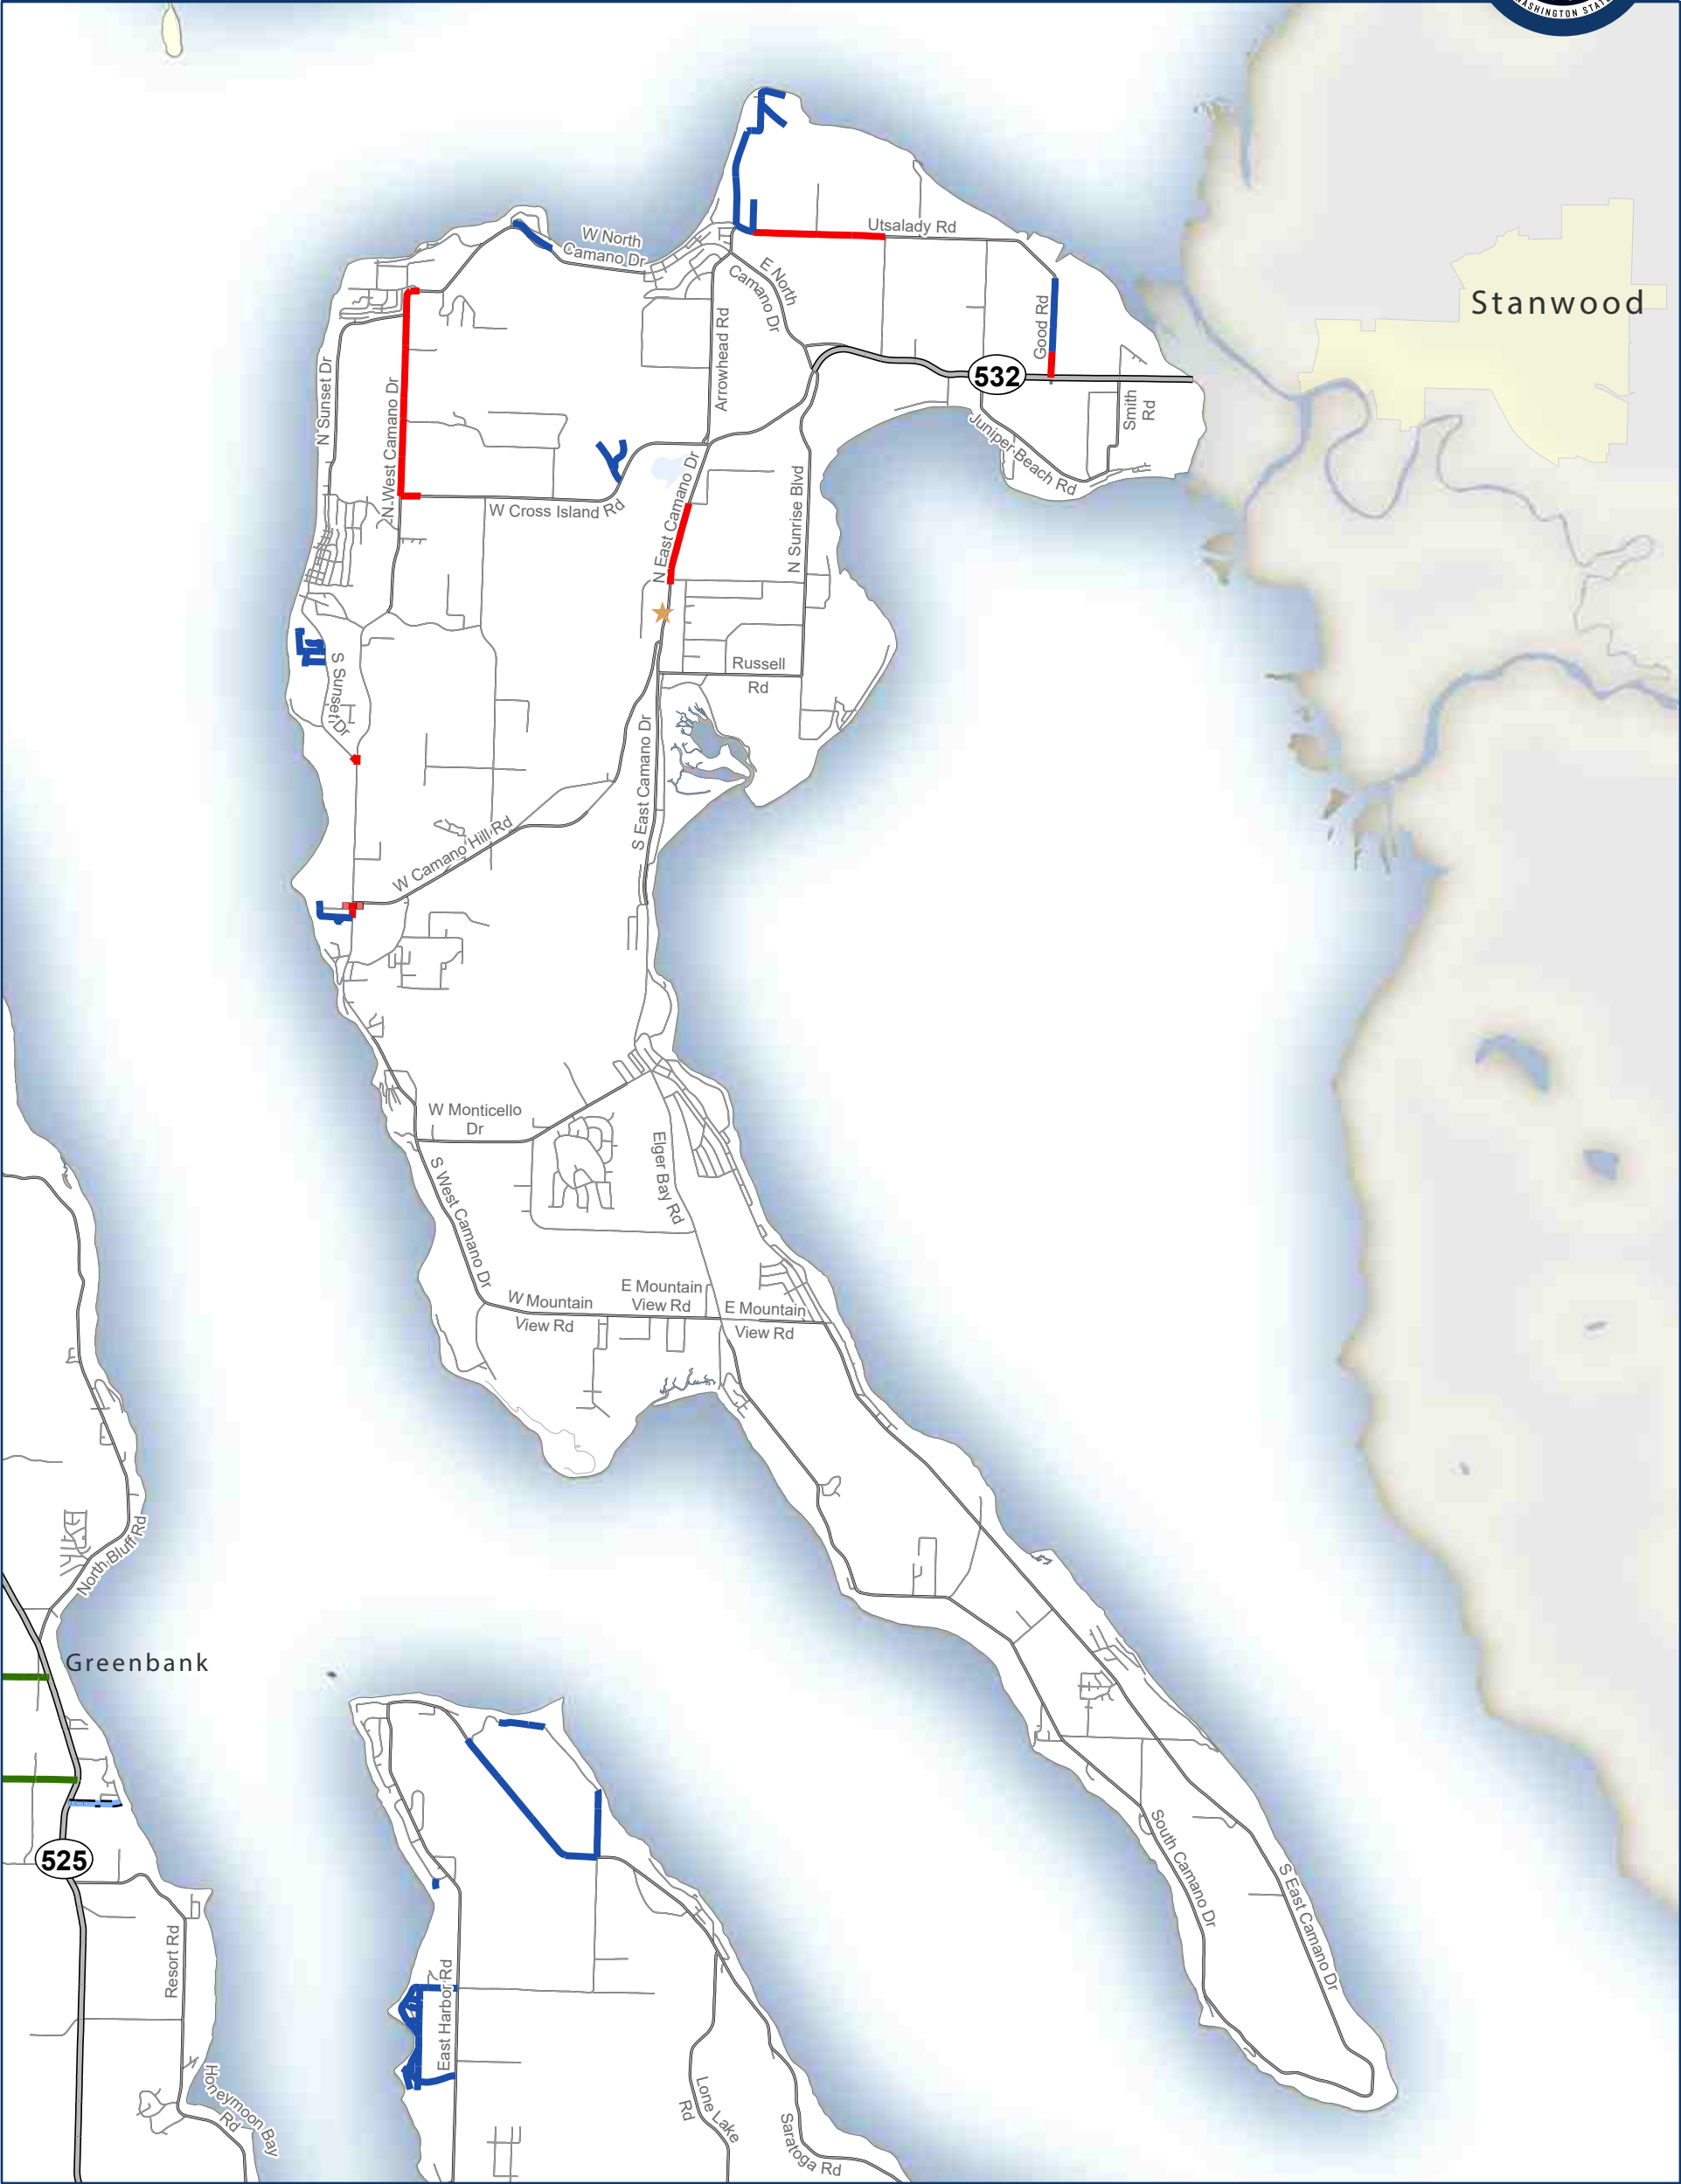 WASHINGTON STATE
Utsalady Rd
W North
Camano Dr
E North
Camano Dr
Stanwood
Good Rd
Arrowhead Rd
532
N Sunset Dr
N West Camano Dr
Smith
Rd
Juniper Beach Rd
W Cross Island Rd
N East Camano Dr
N Sunrise Blvd
Russell
Rd
S Sunset Dr
S East Camano Dr
W Camano Hill Rd
W Monticello
Dr
Elger Bay Rd
S West Camano Dr
E Mountain
View Rd
W Mountain
View Rd
E Mountain
View Rd
North Bluff Rd
Greenbank
525
South Camano Dr
S East Camano Dr
Resort Rd
East Harbor Rd
Honeymoon Bay
Rd
Lone Lake
Rd
Saratoga Rd